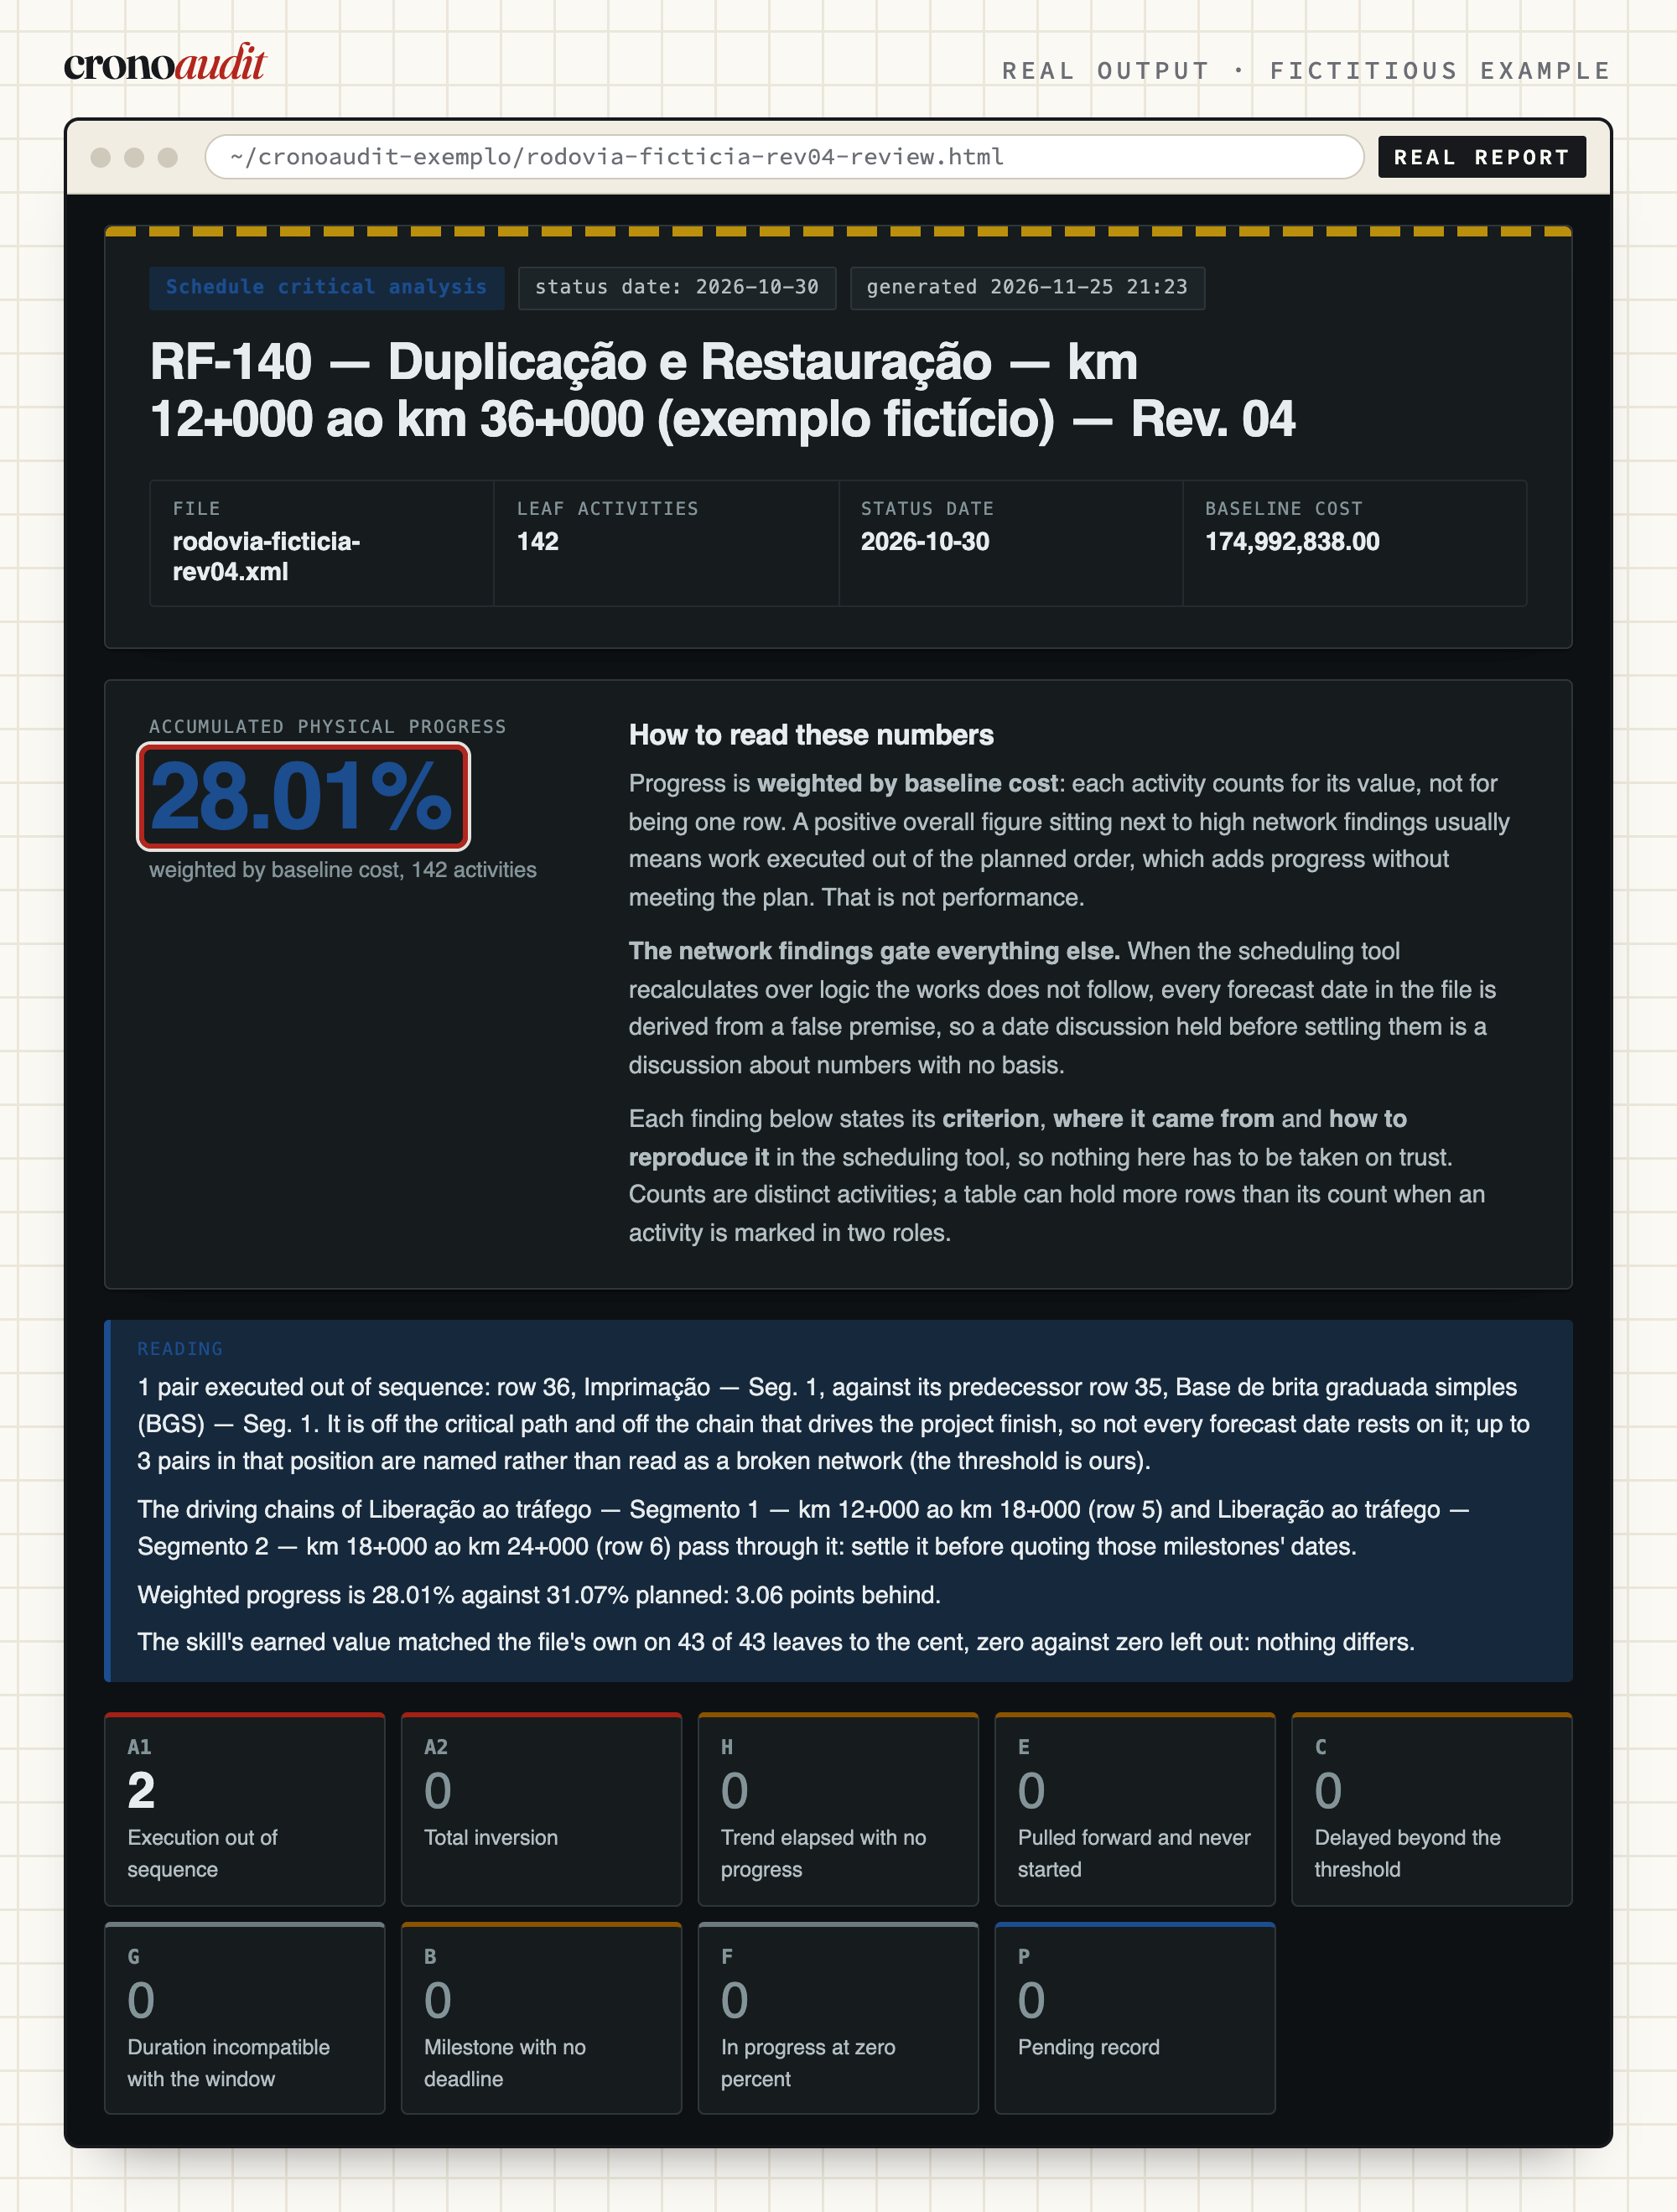 cronoaudit
REAL OUTPUT · FICTITIOUS EXAMPLE
~/cronoaudit-exemplo/rodovia-ficticia-rev04-review.html
REAL REPORT
Schedule critical analysis
status date: 2026-10-30
generated 2026-11-25 21:23
RF-140 — Duplicação e Restauração — km
12+000 ao km 36+000 (exemplo fictício) — Rev. 04
FILE
rodovia-ficticia-
rev04.xml
LEAF ACTIVITIES
142
STATUS DATE
2026-10-30
BASELINE COST
174,992,838.00
ACCUMULATED PHYSICAL PROGRESS
28.01%
weighted by baseline cost, 142 activities
How to read these numbers
Progress is weighted by baseline cost: each activity counts for its value, not for
being one row. A positive overall figure sitting next to high network findings usually
means work executed out of the planned order, which adds progress without
meeting the plan. That is not performance.
The network findings gate everything else. When the scheduling tool
recalculates over logic the works does not follow, every forecast date in the file is
derived from a false premise, so a date discussion held before settling them is a
discussion about numbers with no basis.
Each finding below states its criterion, where it came from and how to
reproduce it in the scheduling tool, so nothing here has to be taken on trust.
Counts are distinct activities; a table can hold more rows than its count when an
activity is marked in two roles.
READING
1 pair executed out of sequence: row 36, Imprimação — Seg. 1, against its predecessor row 35, Base de brita graduada simples
(BGS) — Seg. 1. It is off the critical path and off the chain that drives the project finish, so not every forecast date rests on it; up to
3 pairs in that position are named rather than read as a broken network (the threshold is ours).
The driving chains of Liberação ao tráfego — Segmento 1 — km 12+000 ao km 18+000 (row 5) and Liberação ao tráfego —
Segmento 2 — km 18+000 ao km 24+000 (row 6) pass through it: settle it before quoting those milestones' dates.
Weighted progress is 28.01% against 31.07% planned: 3.06 points behind.
The skill's earned value matched the file's own on 43 of 43 leaves to the cent, zero against zero left out: nothing differs.
A1
2
Execution out of
sequence
A2
0
Total inversion
H
0
Trend elapsed with no
progress
E
0
Pulled forward and never
started
C
0
Delayed beyond the
threshold
G
0
Duration incompatible
with the window
B
0
Milestone with no
deadline
F
0
In progress at zero
percent
P
0
Pending record